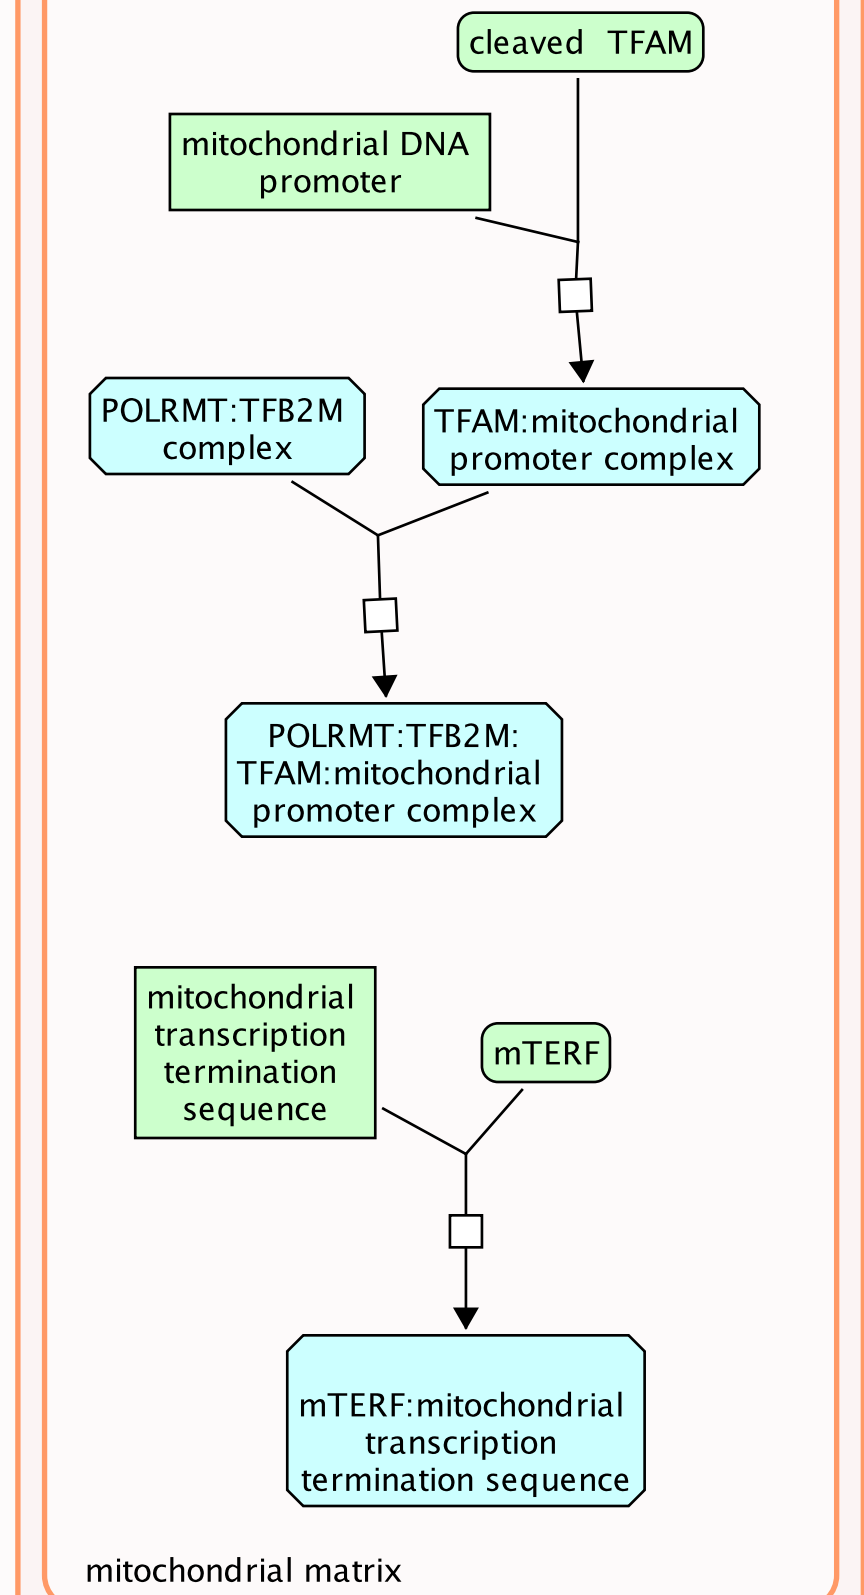 cleaved  TFAM
mitochondrial DNA
promoter
POLRMT:TFB2M
complex
TFAM:mitochondrial
promoter complex
POLRMT:TFB2M:
TFAM:mitochondrial
promoter complex
mitochondrial
transcription
termination
sequence
mTERF
mTERF:mitochondrial
transcription
termination sequence
mitochondrial matrix